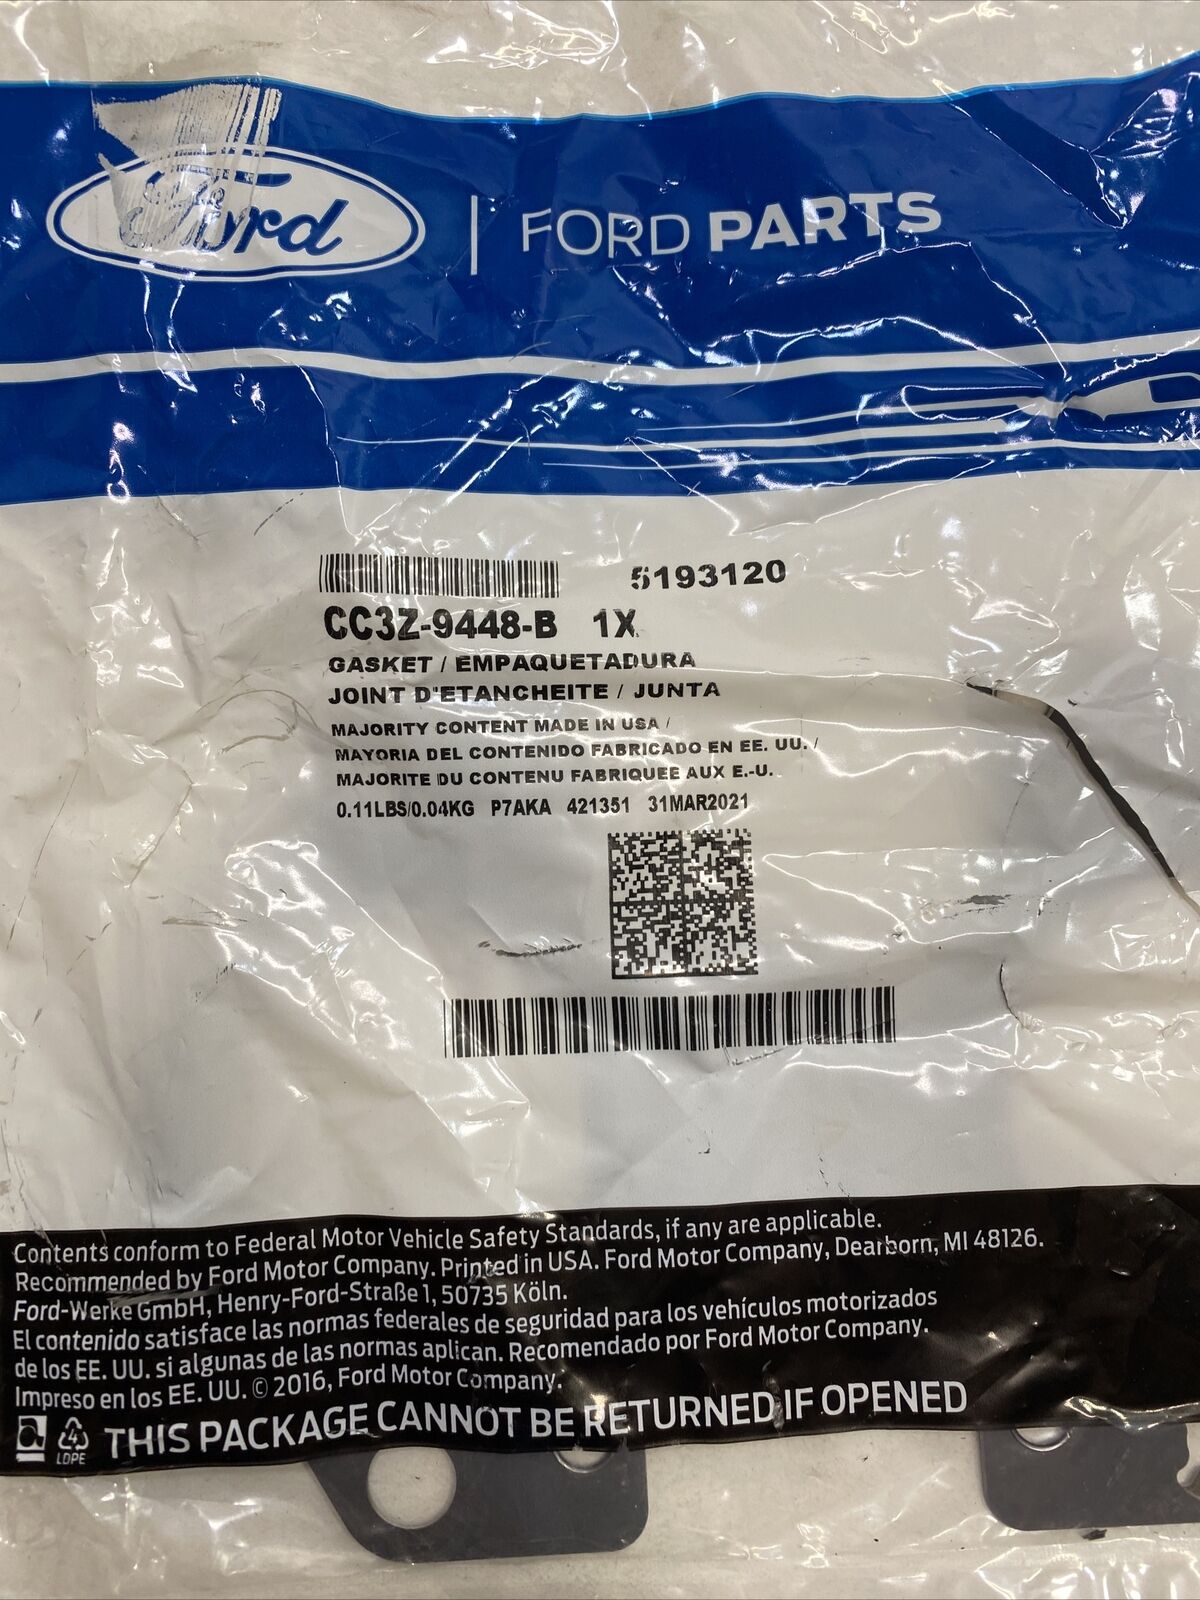 Ford
FORD PARTS
5193120
CC3Z-9448-B 1X
GASKET / EMPAQUETADURA
JOINT D'ETANCHEITE / JUNTA
MAJORITY CONTENT MADE IN USA /
MAYORIA DEL CONTENIDO FABRICADO EN EE. UU. /
MAJORITE DU CONTENU FABRIQUEE AUX E.-U.
0.11LBS/0.04KG P7AKA 421351 31MAR2021
Contents conform to Federal Motor Vehicle Safety Standards, if any are applicable.
Recommended by Ford Motor Company. Printed in USA. Ford Motor Company, Dearborn, MI 48126.
Ford-Werke GmbH, Henry-Ford-Straße 1, 50735 Köln.
El contenido satisface las normas federales de seguridad para los vehículos motorizados
de los EE. UU. si algunas de las normas aplican. Recomendado por Ford Motor Company.
Impreso en los EE. UU. © 2016, Ford Motor Company.
4
LDPE
THIS PACKAGE CANNOT BE RETURNED IF OPENED